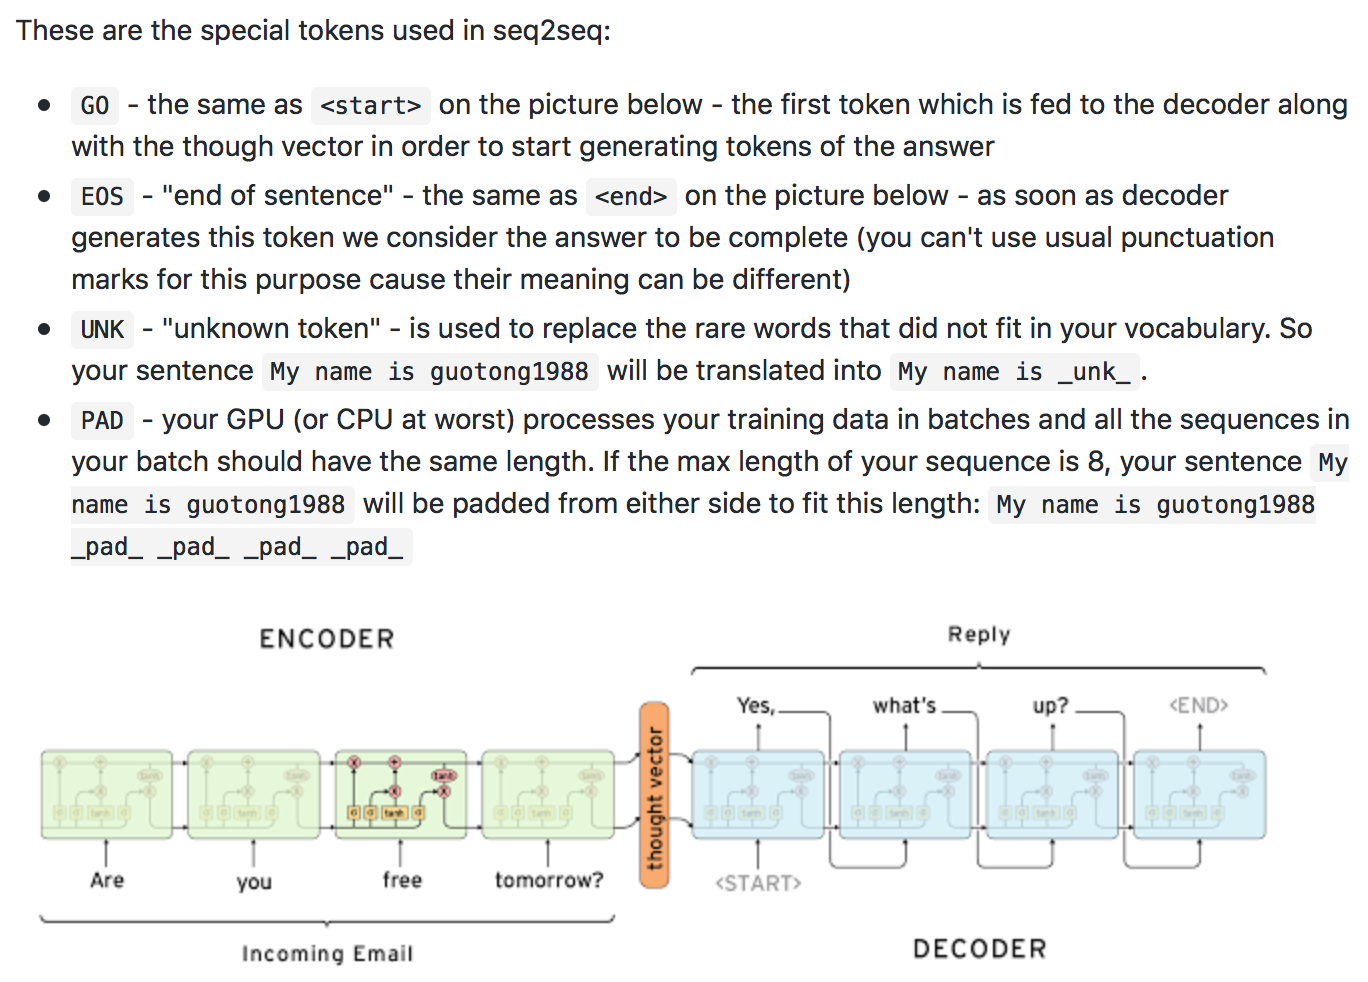 These are the special tokens used in seq2seq:
GO - the same as <start> on the picture below - the first token which is fed to the decoder along
with the though vector in order to start generating tokens of the answer
EOS - "end of sentence" - the same as <end> on the picture below - as soon as decoder
generates this token we consider the answer to be complete (you can't use usual punctuation
marks for this purpose cause their meaning can be different)
UNK - "unknown token" - is used to replace the rare words that did not fit in your vocabulary. So
your sentence My name is guotong1988 will be translated into My name is _unk_ .
PAD - your GPU (or CPU at worst) processes your training data in batches and all the sequences in
your batch should have the same length. If the max length of your sequence is 8, your sentence My
name is guotong1988 will be padded from either side to fit this length: My name is guotong1988
_pad_ _pad_ _pad_ _pad_
ENCODER
Reply
Yes, what's up? <END>
thought vector
tanh
tanh
Are you free tomorrow?
<START>
Incoming Email
DECODER